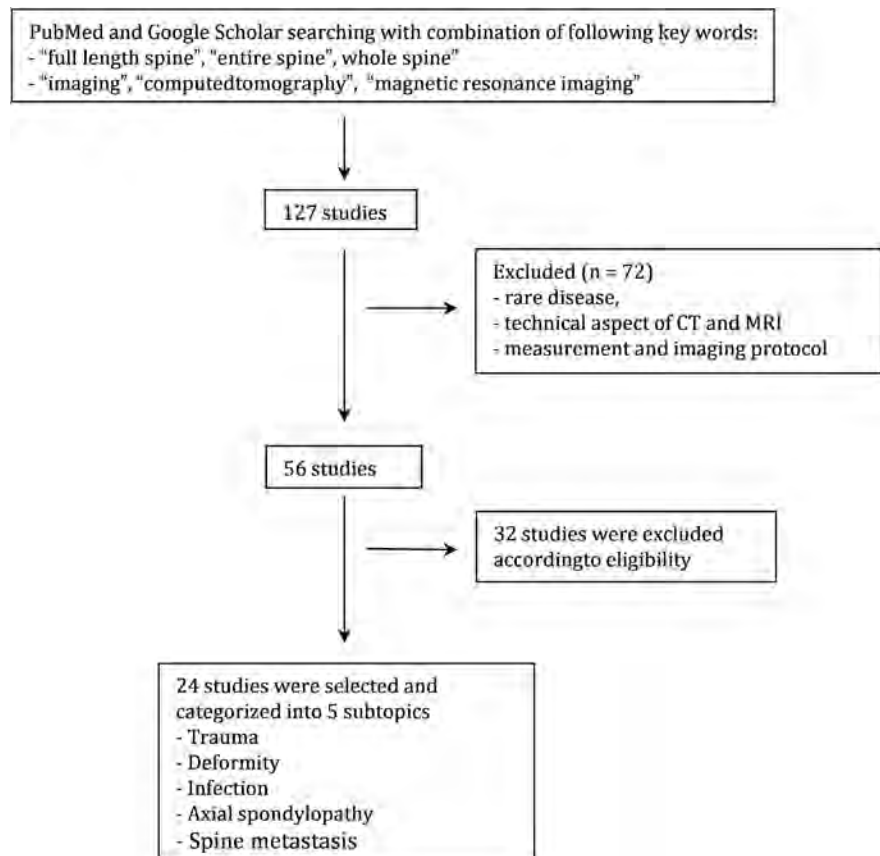 PubMed and Google Scholar searching with combination of following key words:
- “full length spine”, “entire spine”, whole spine”
- “imaging”, “computedtomography”, “magnetic resonance imaging”
127 studies
Excluded (n = 72)
- rare disease,
- technical aspect of CT and MRI
- measurement and imaging protocol
56 studies
32 studies were excluded
accordingto eligibility
24 studies were selected and
categorized into 5 subtopics
- Trauma
- Deformity
- Infection
- Axial spondylopathy
- Spine metastasis